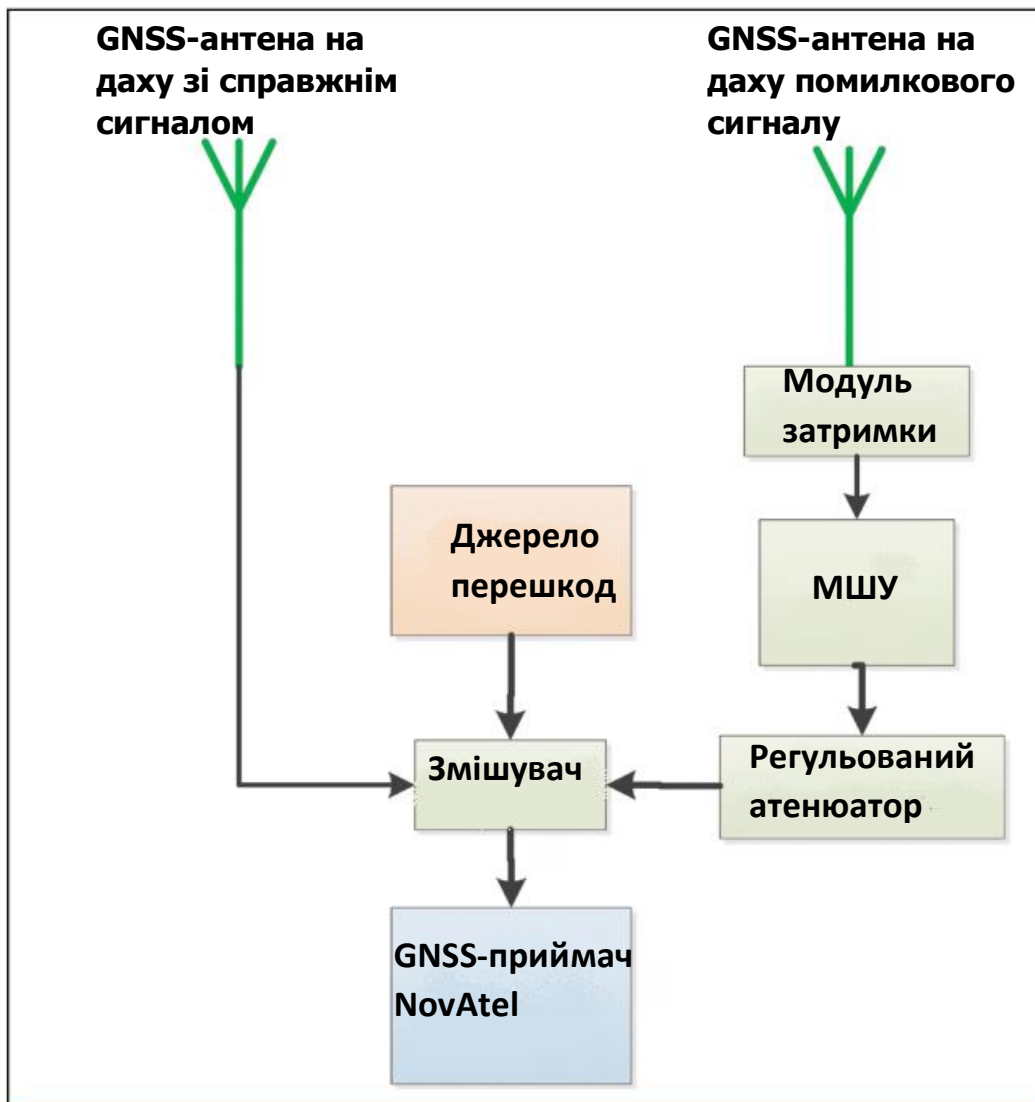 GNSS-антена на
даху зі справжнім
сигналом
GNSS-антена на
даху помилкового
сигналу
Модуль
затримки
Джерело
перешкод
МШУ
Змішувач
Регульований
атенюатор
GNSS-приймач
NovAtel